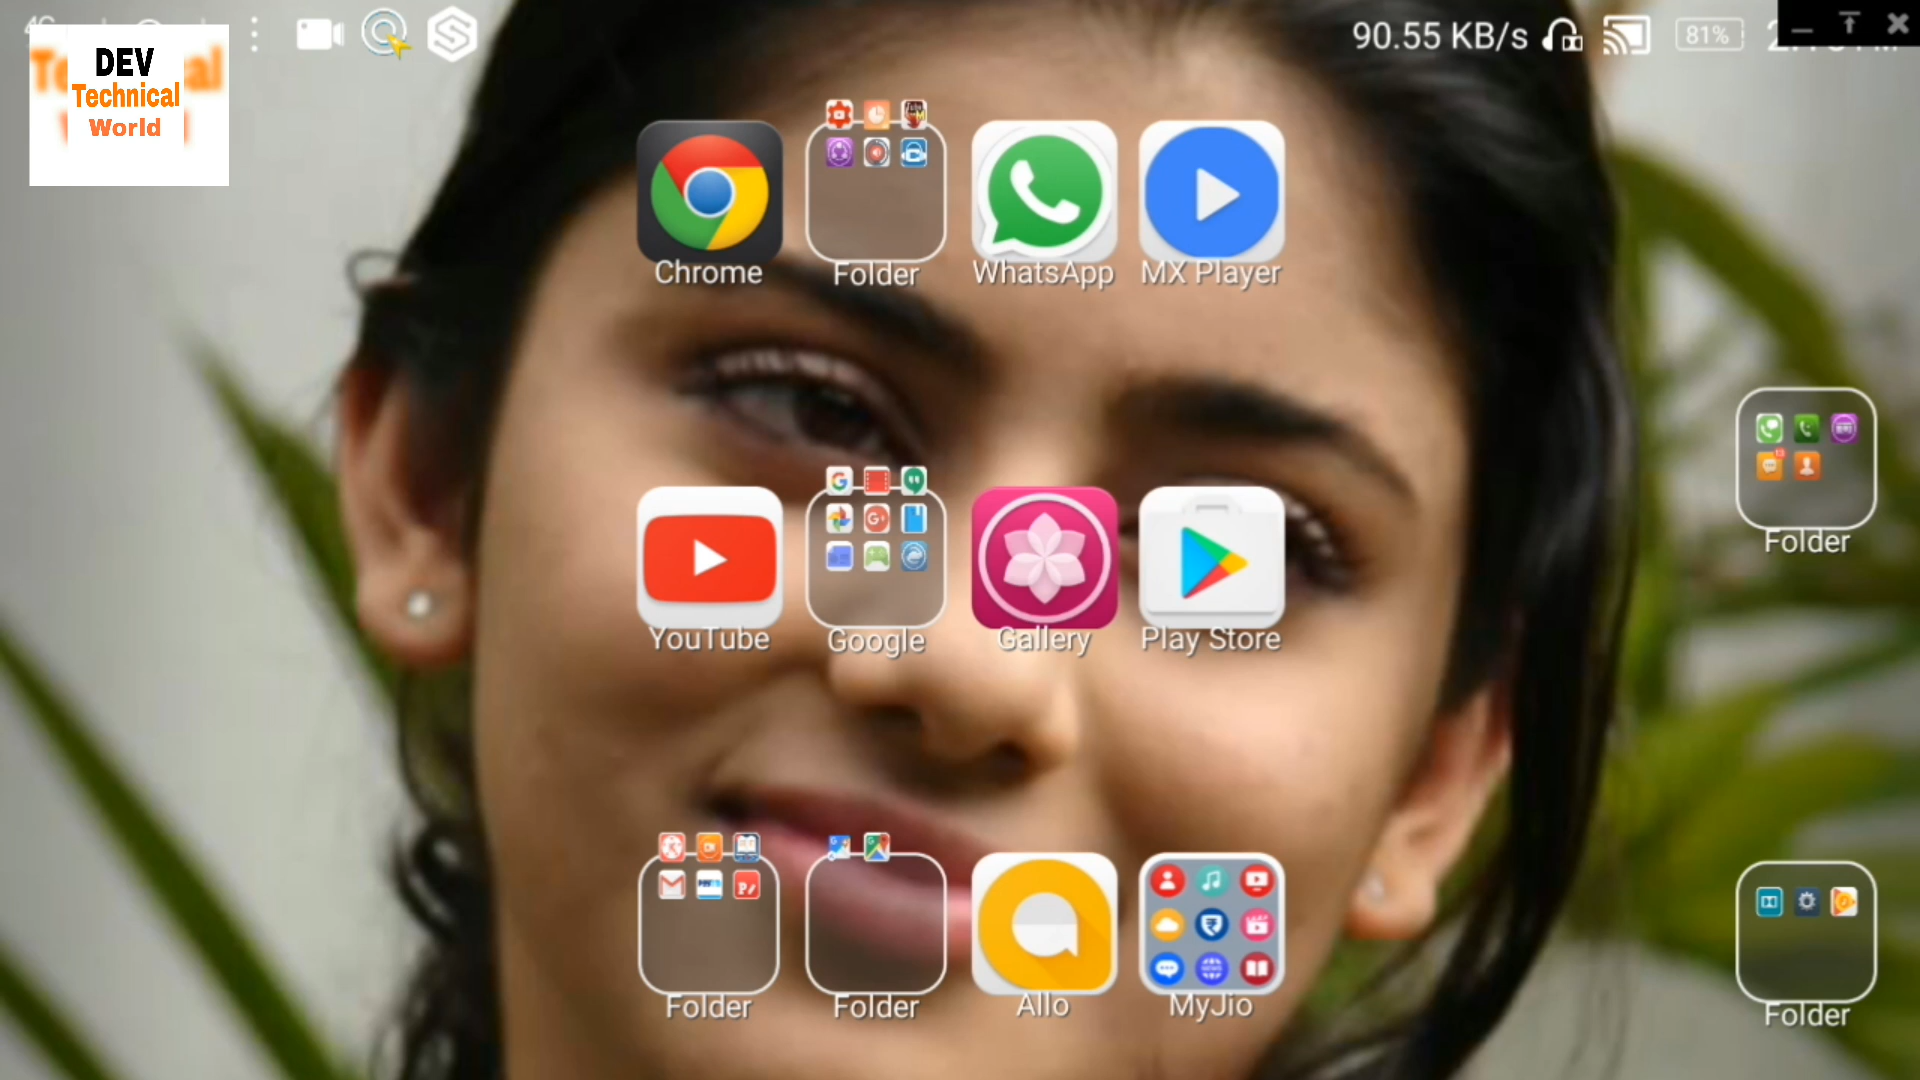 90.55 KB/s
81%
DEV
Technical
World
Chrome
Folder
WhatsApp
MX Player
YouTube
Google
Gallery
Play Store
Folder
Folder
Folder
Allo
MyJio
Folder